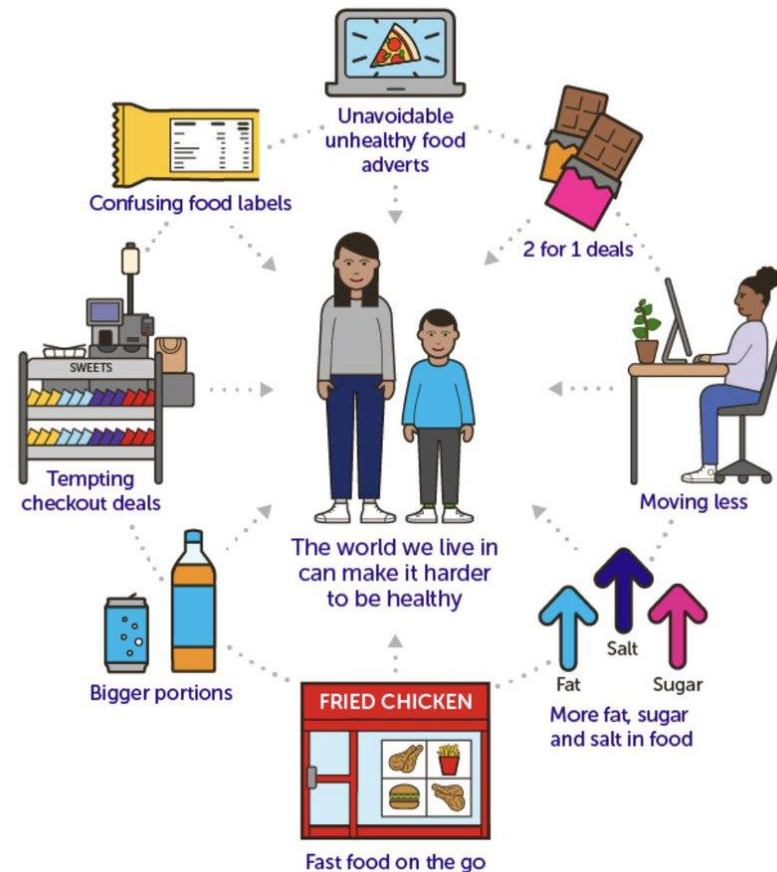 Unavoidable
unhealthy food
adverts
Confusing food labels
2 for 1 deals
SWEETS
Tempting
checkout deals
Moving less
The world we live in
can make it harder
to be healthy
Bigger portions
Fat
Salt
Sugar
More fat, sugar
and salt in food
FRIED CHICKEN
Fast food on the go